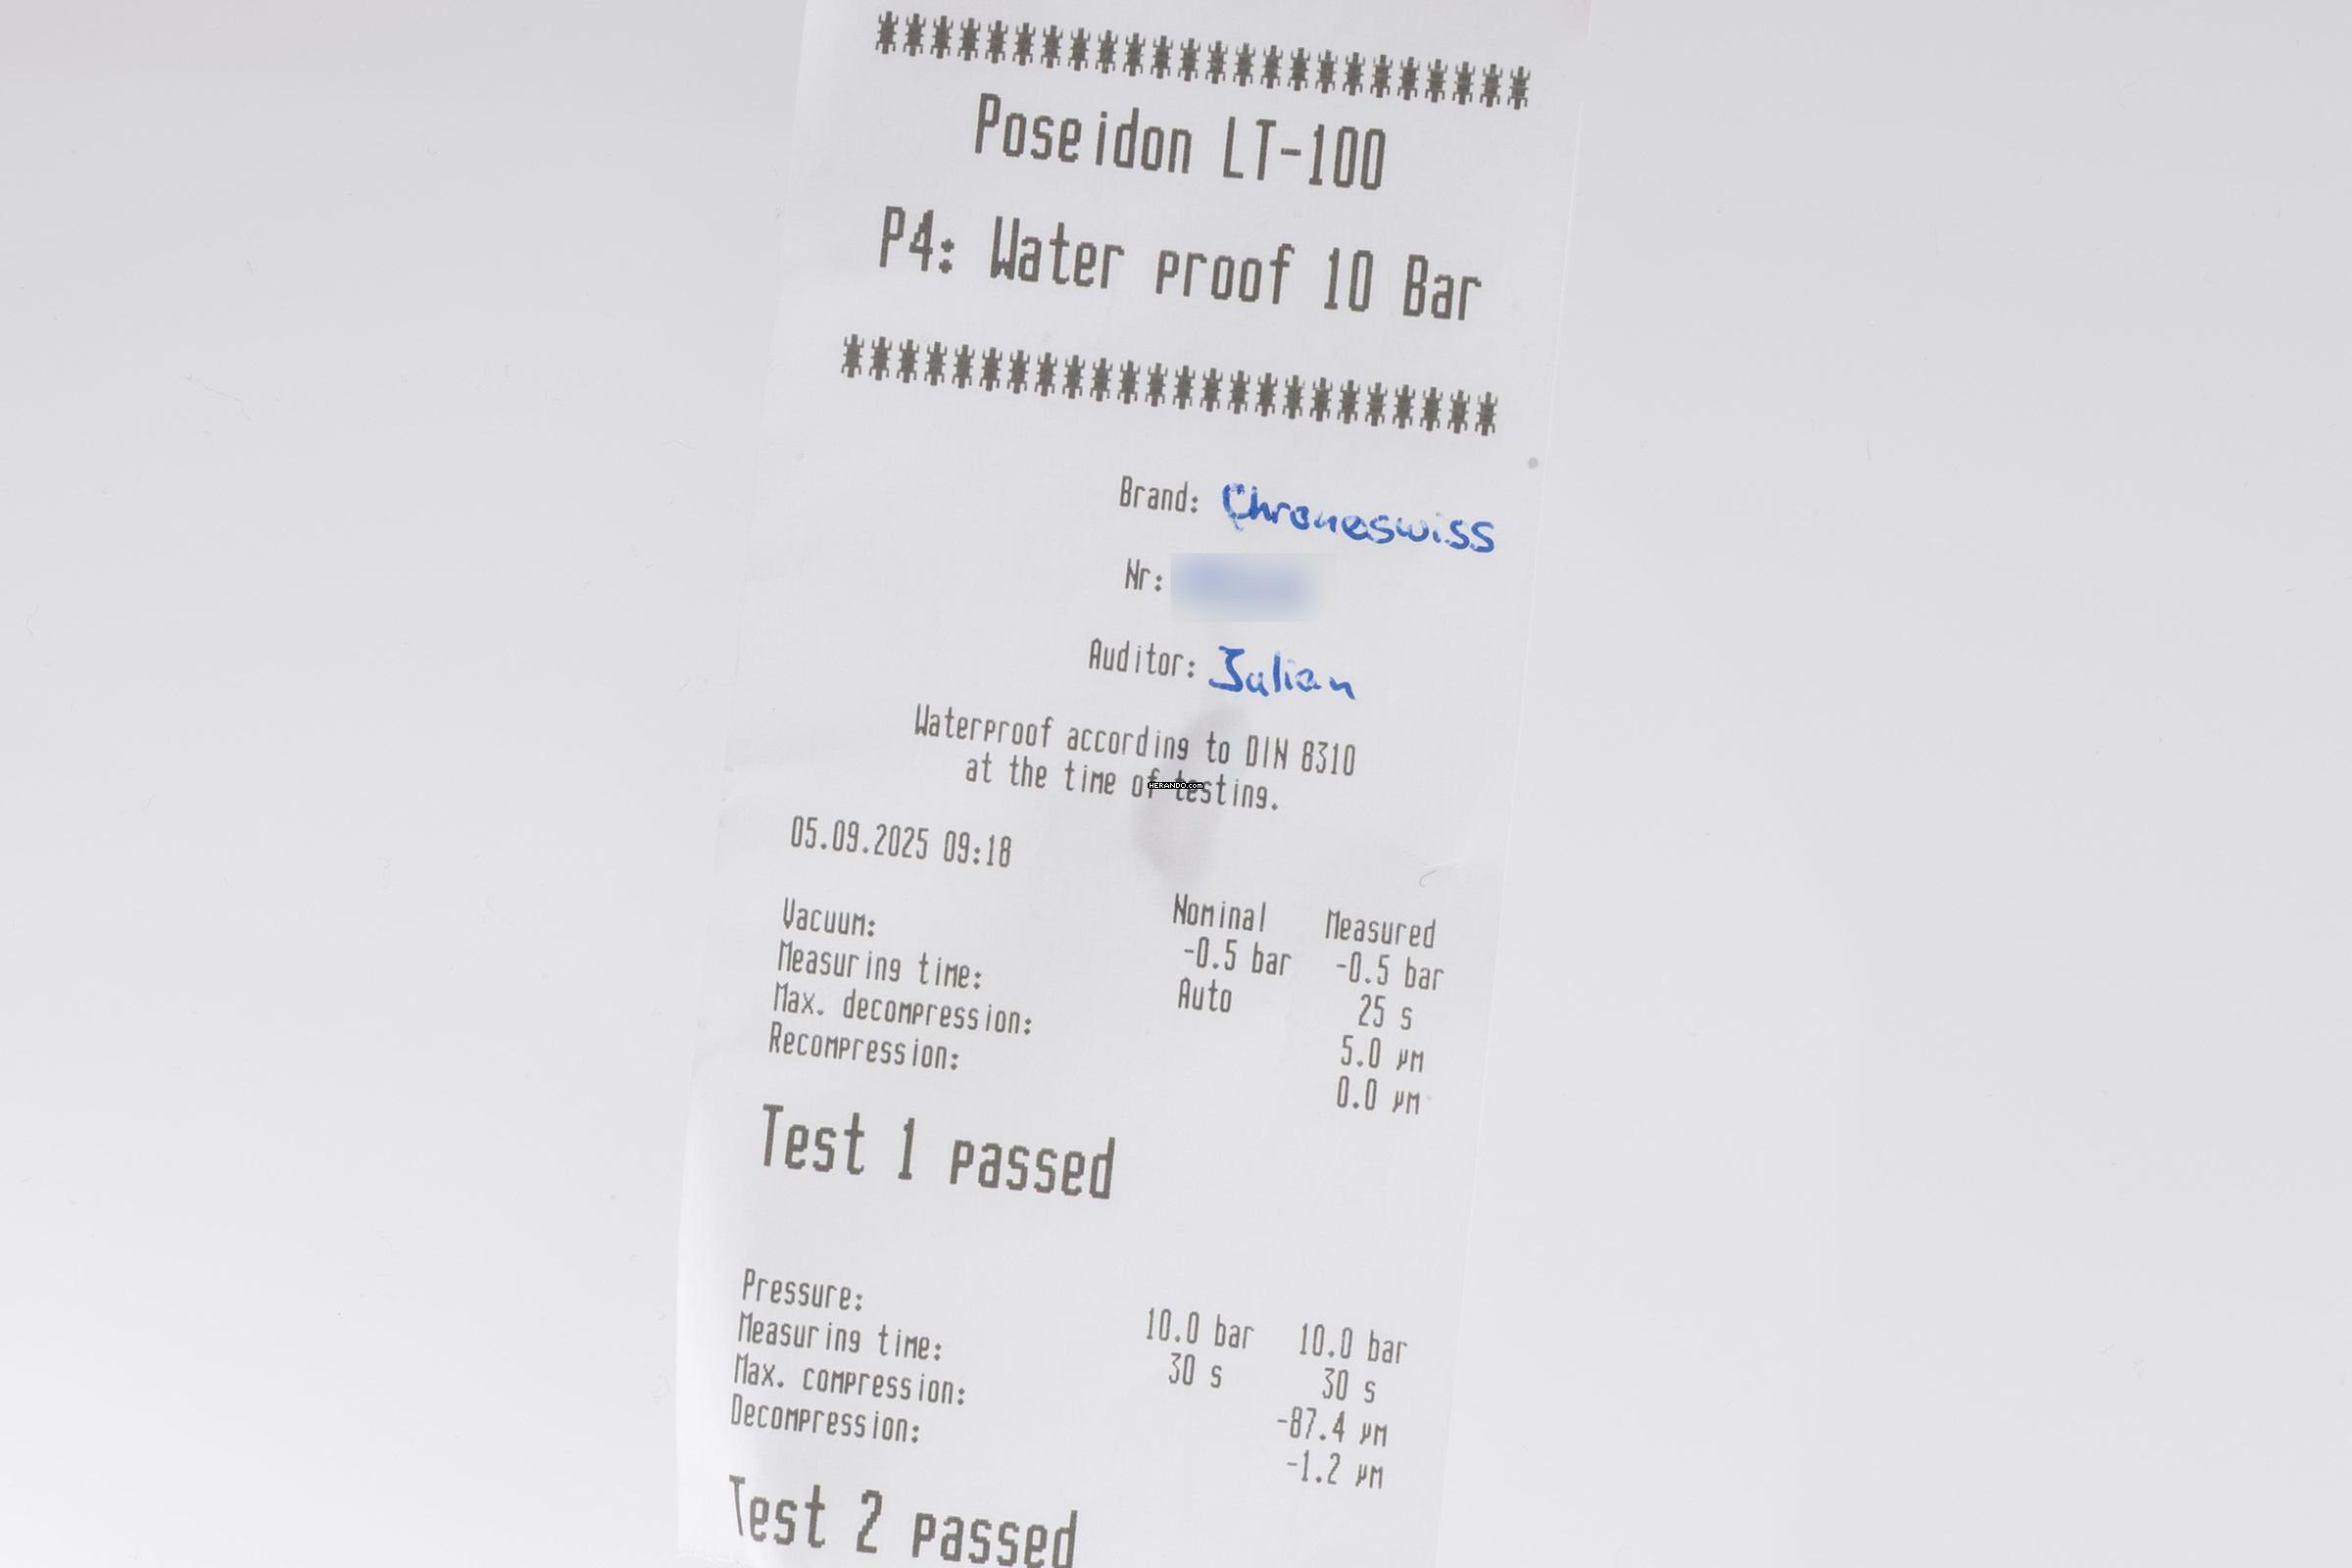 ************************
Poseidon LT-100
P4: Water proof 10 Bar
************************
Brand: Chronoswiss
Nr:
Auditor: Julian
Waterproof according to DIN 8310
at the time of testing.
HERANDO.com
05.09.2025 09:18
Nominal Measured
Vacuum: -0.5 bar -0.5 bar
Measuring time: Auto 25 s
Max. decompression: 5.0 µm
Recompression: 0.0 µm
Test 1 passed
Pressure: 10.0 bar 10.0 bar
Measuring time: 30 s 30 s
Max. compression: -87.4 µm
Decompression: -1.2 µm
Test 2 passed